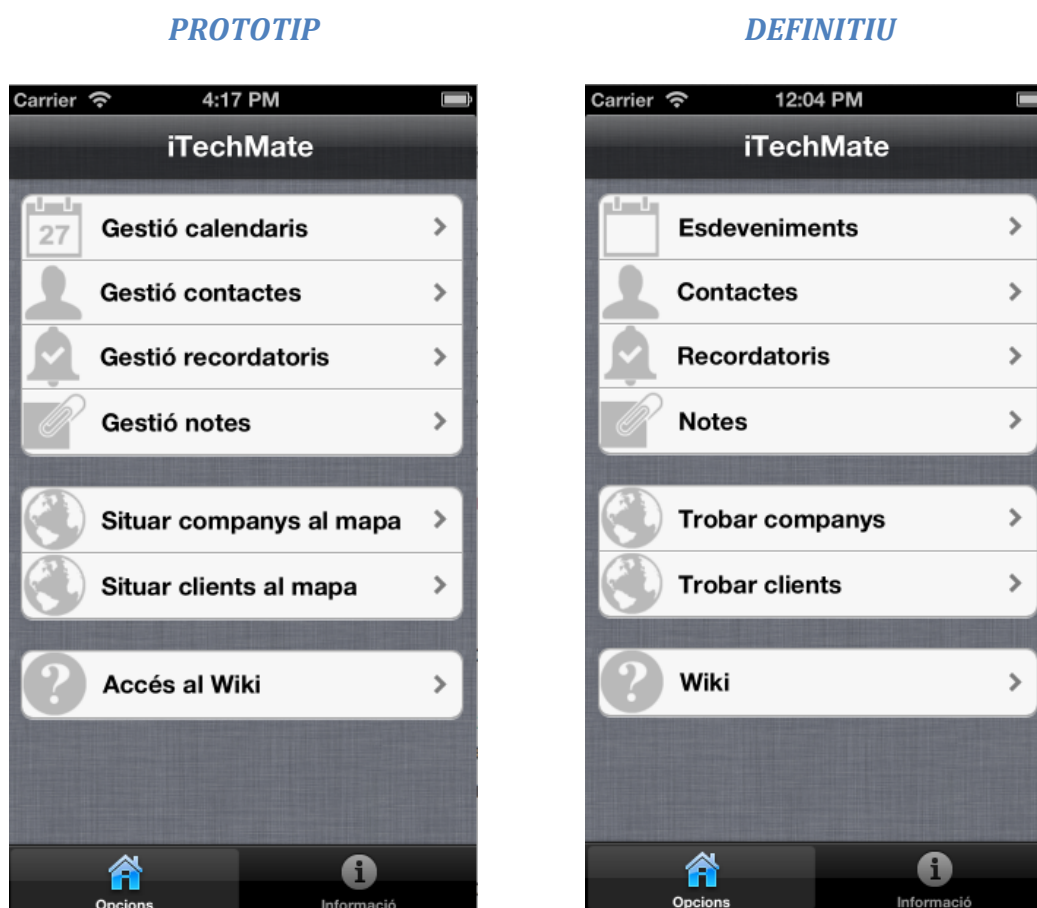 PROTOTIP
Carrier 4:17 PM
iTechMate
27
Gestió calendaris
Gestió contactes
Gestió recordatoris
Gestió notes
Situar companys al mapa
Situar clients al mapa
? Accés al Wiki
Opcions Informació
DEFINITIU
Carrier 12:04 PM
iTechMate
Esdeveniments
Contactes
Recordatoris
Notes
Trobar companys
Trobar clients
? Wiki
Opcions Informació